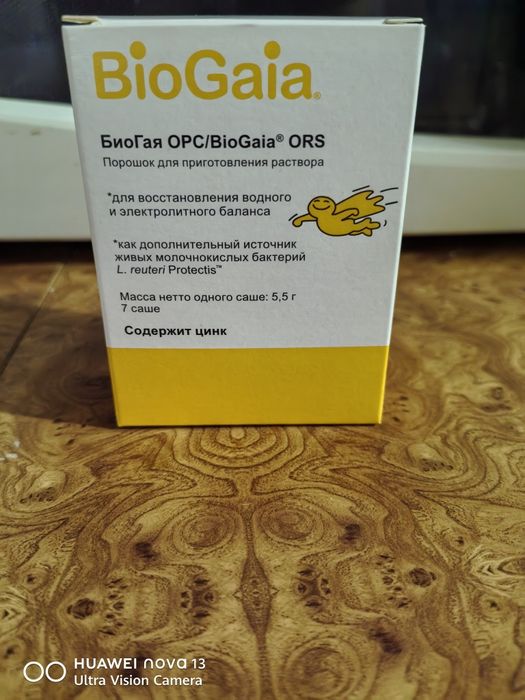 BioGaia®
БиоГая ОРС/BioGaia® ORS
Порошок для приготовления раствора
*для восстановления водного
и электролитного баланса
*как дополнительный источник
живых молочнокислых бактерий
L. reuteri Protectis™
Масса нетто одного саше: 5,5 г
7 саше
Содержит цинк
HUAWEI nova 13
Ultra Vision Camera